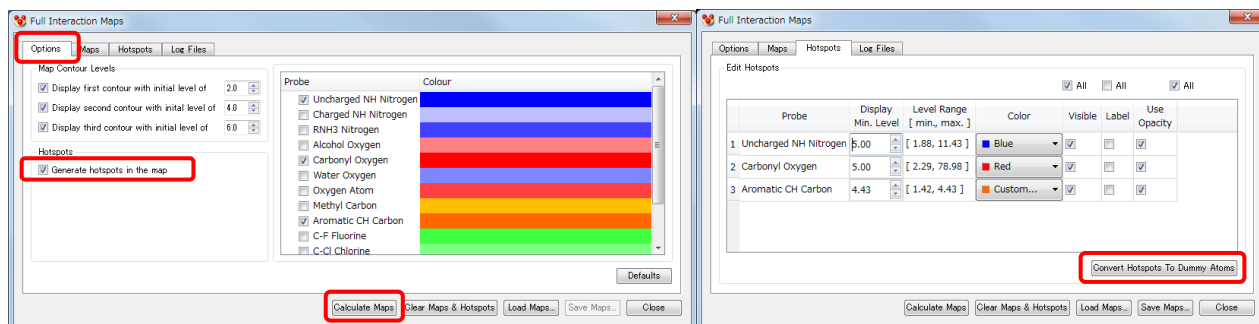 Full Interaction Maps
Options Maps Hotspots Log Files
Map Contour Levels
Display first contour with initial level of 2.0
Display second contour with inital level of 4.0
Display third contour with initial level of 6.0
Hotspots
Generate hotspots in the map
Probe Colour
Uncharged NH Nitrogen
Charged NH Nitrogen
RNH3 Nitrogen
Alcohol Oxygen
Carbonyl Oxygen
Water Oxygen
Oxygen Atom
Methyl Carbon
Aromatic CH Carbon
C-F Fluorine
C-Cl Chlorine
Defaults
Calculate Maps Clear Maps & Hotspots Load Maps... Save Maps... Close
Full Interaction Maps
Options Maps Hotspots Log Files
Edit Hotspots
All All All
Probe Display Min. Level Level Range [ min., max. ] Color Visible Label Use Opacity
1 Uncharged NH Nitrogen 5.00 [ 1.88, 11.43 ] Blue
2 Carbonyl Oxygen 5.00 [ 2.29, 78.98 ] Red
3 Aromatic CH Carbon 4.43 [ 1.42, 4.43 ] Custom...
Convert Hotspots To Dummy Atoms
Calculate Maps Clear Maps & Hotspots Load Maps... Save Maps... Close